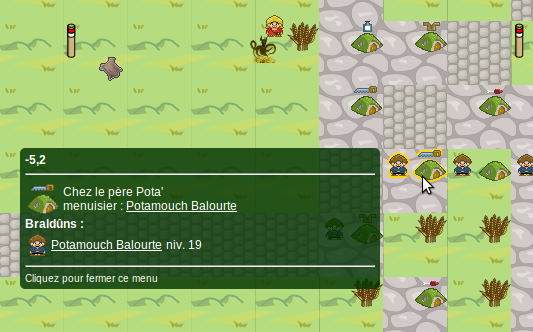 -5,2
Chez le père Pota'
menuisier : Potamouch Balourte
Braldûns :
Potamouch Balourte niv. 19
Cliquez pour fermer ce menu